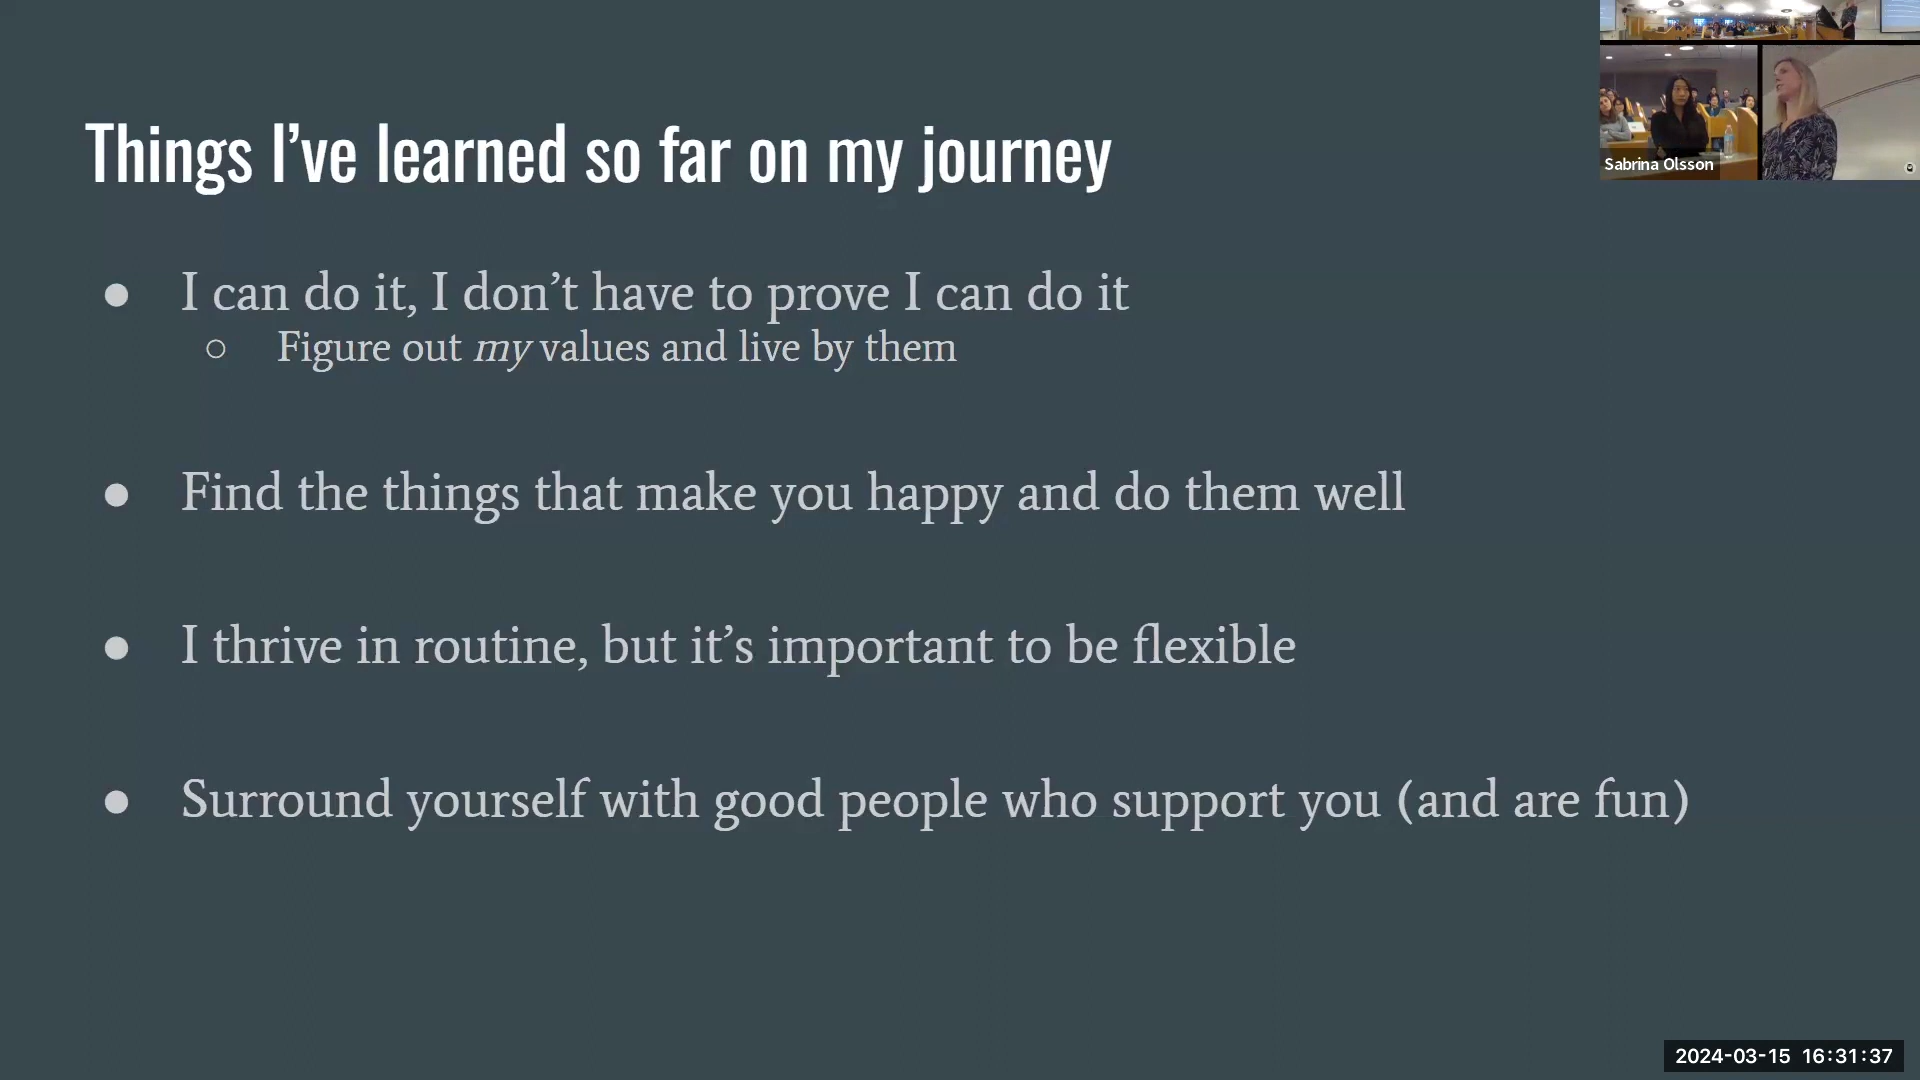 Things I’ve learned so far on my journey
Sabrina Olsson
● I can do it, I don’t have to prove I can do it
○ Figure out my values and live by them
● Find the things that make you happy and do them well
● I thrive in routine, but it’s important to be flexible
● Surround yourself with good people who support you (and are fun)
2024-03-15 16:31:37